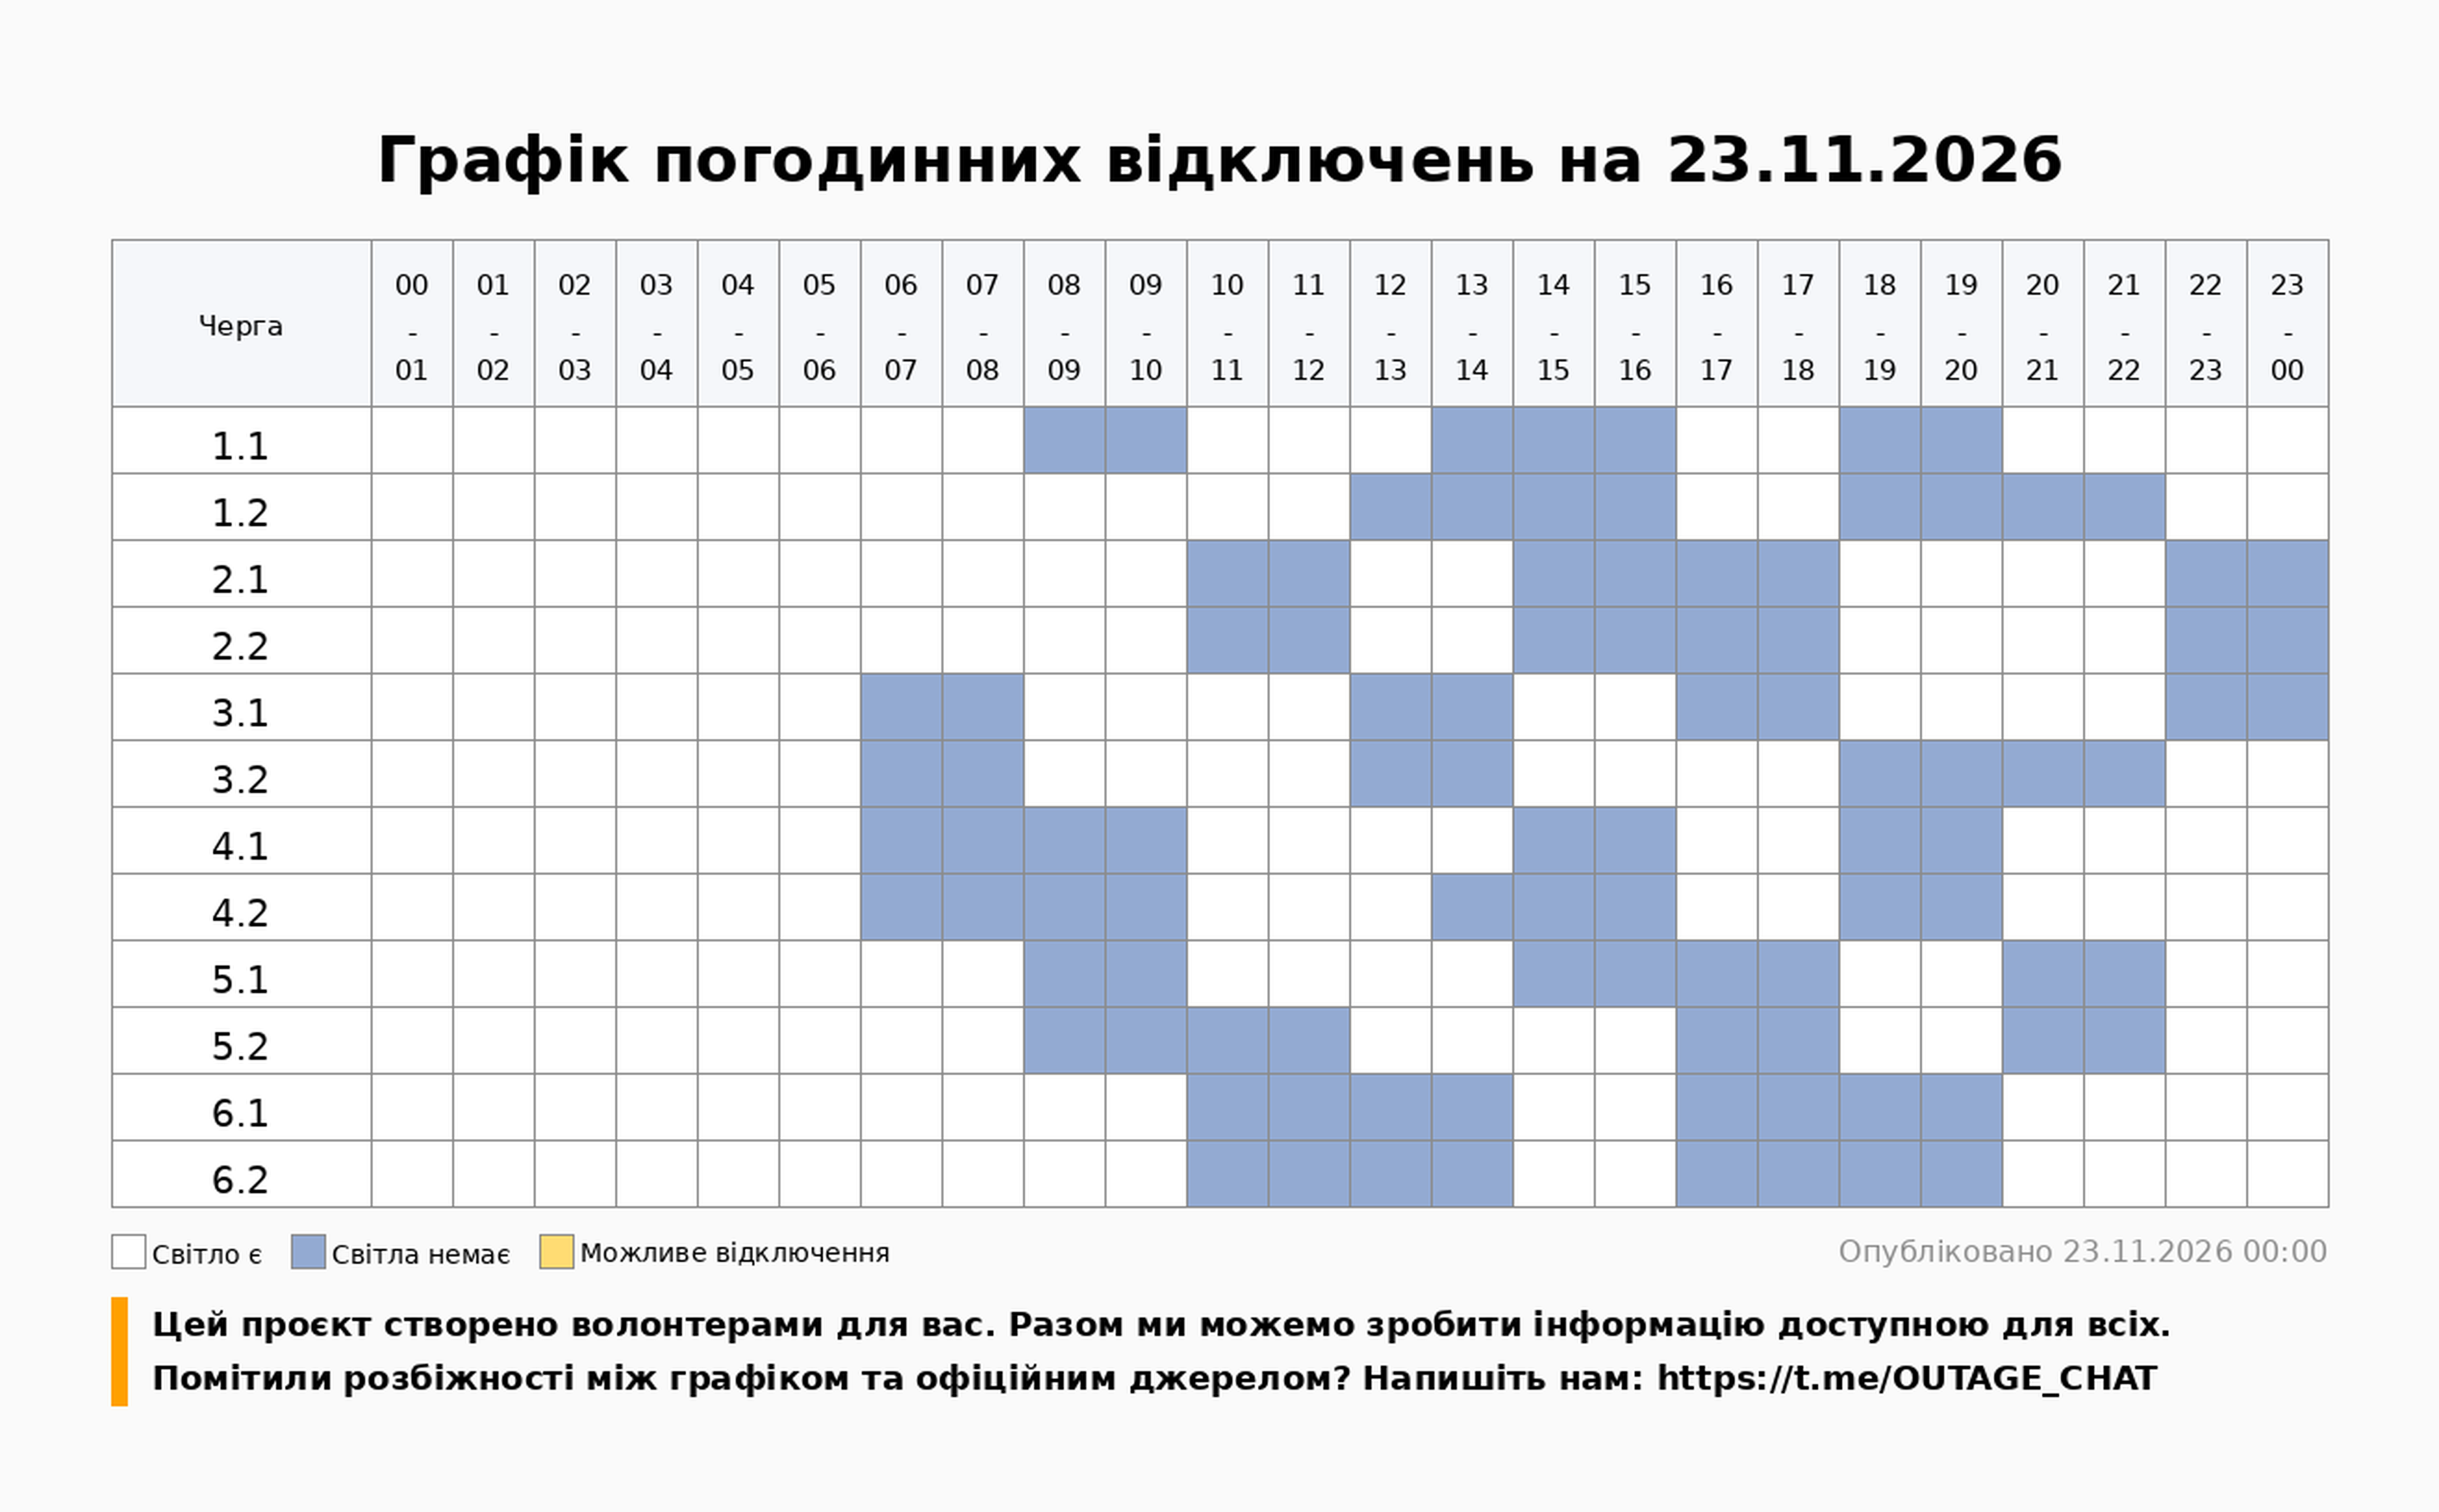 Графік погодинних відключень на 23.11.2026
Черга 00 - 01 01 - 02 02 - 03 03 - 04 04 - 05 05 - 06 06 - 07 07 - 08 08 - 09 09 - 10 10 - 11 11 - 12 12 - 13 13 - 14 14 - 15 15 - 16 16 - 17 17 - 18 18 - 19 19 - 20 20 - 21 21 - 22 22 - 23 23 - 00
1.1
1.2
2.1
2.2
3.1
3.2
4.1
4.2
5.1
5.2
6.1
6.2
Світло є Світла немає Можливе відключення Опубліковано 23.11.2026 00:00
Цей проєкт створено волонтерами для вас. Разом ми можемо зробити інформацію доступною для всіх.
Помітили розбіжності між графіком та офіційним джерелом? Напишіть нам: https://t.me/OUTAGE_CHAT